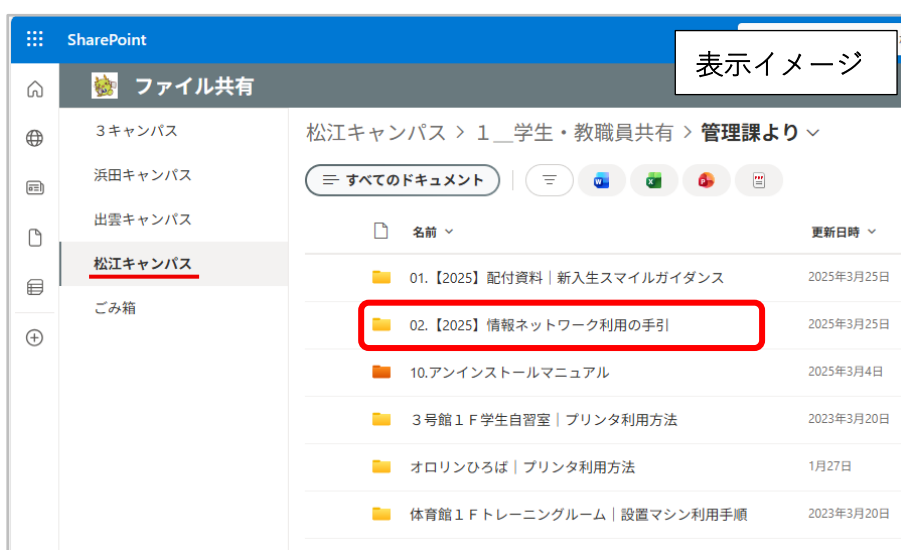 SharePoint
表示イメージ
ファイル共有
3キャンパス
浜田キャンパス
出雲キャンパス
松江キャンパス
ごみ箱
松江キャンパス > 1__学生・教職員共有 > 管理課より
すべてのドキュメント
名前
更新日時
01.【2025】配付資料｜新入生スマイルガイダンス 2025年3月25日
02.【2025】情報ネットワーク利用の手引 2025年3月25日
10.アンインストールマニュアル 2025年3月4日
３号館１Ｆ学生自習室｜プリンタ利用方法 2023年3月20日
オロリンひろば｜プリンタ利用方法 1月27日
体育館１Ｆトレーニングルーム｜設置マシン利用手順 2023年3月20日